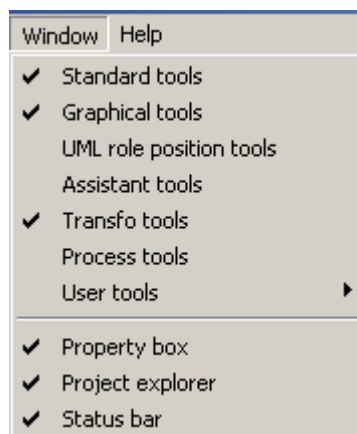 Window Help
Standard tools
Graphical tools
UML role position tools
Assistant tools
Transfo tools
Process tools
User tools
Property box
Project explorer
Status bar